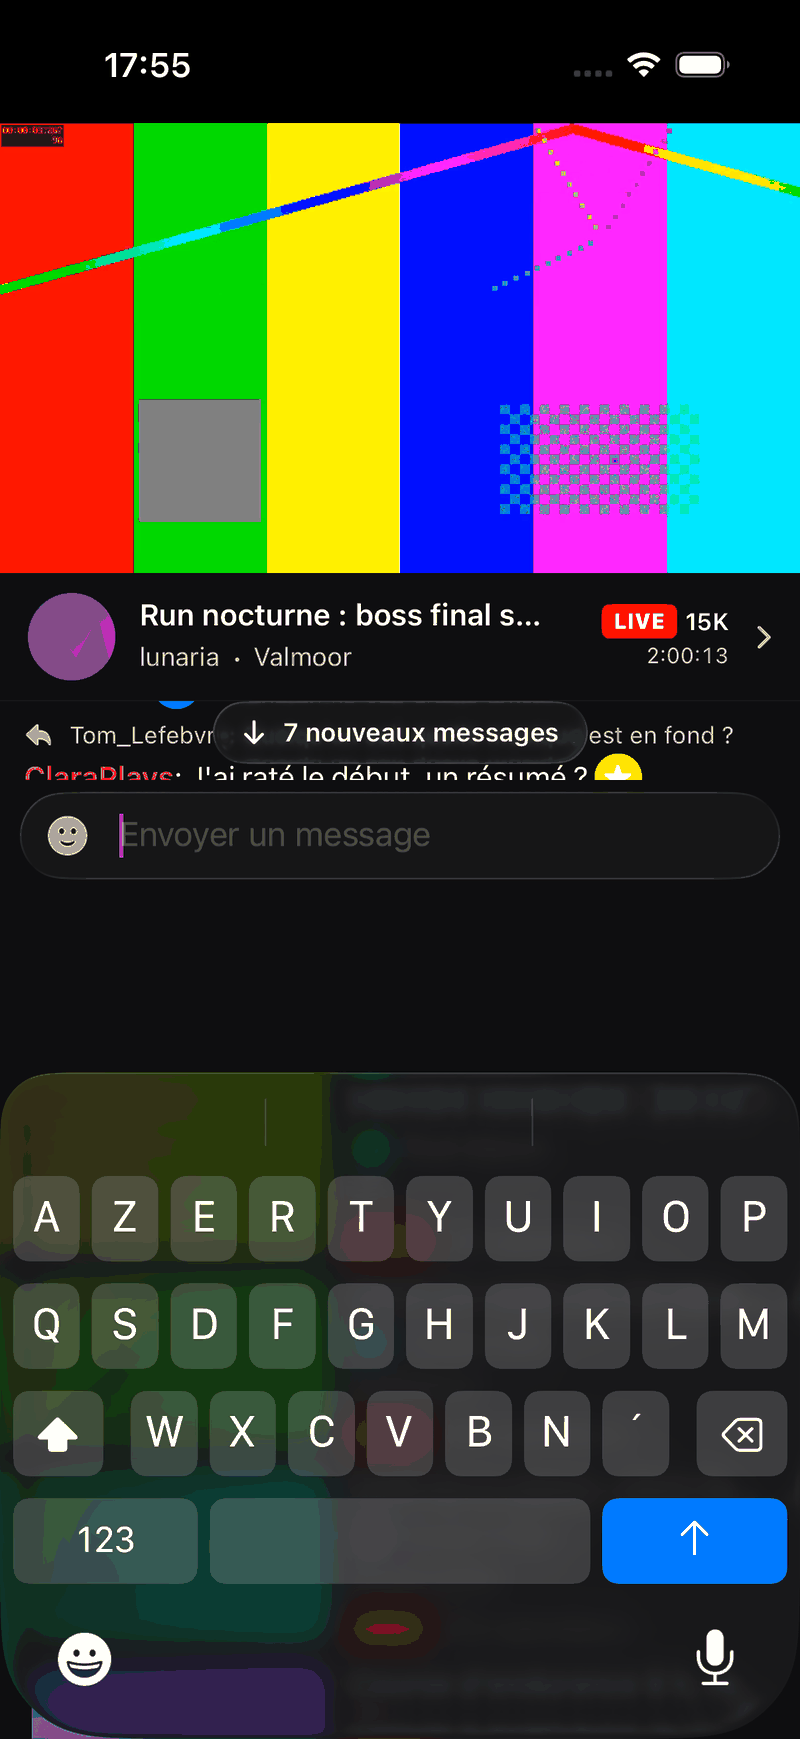 17:55
Run nocturne : boss final s...
LIVE 15K
lunaria • Valmoor
2:00:13
Tom_Lefebvr
↓ 7 nouveaux messages
est en fond ?
ClaraPlays: J'ai raté le début, un résumé ?
Envoyer un message
A Z E R T Y U I O P
Q S D F G H J K L M
W X C V B N ´
123